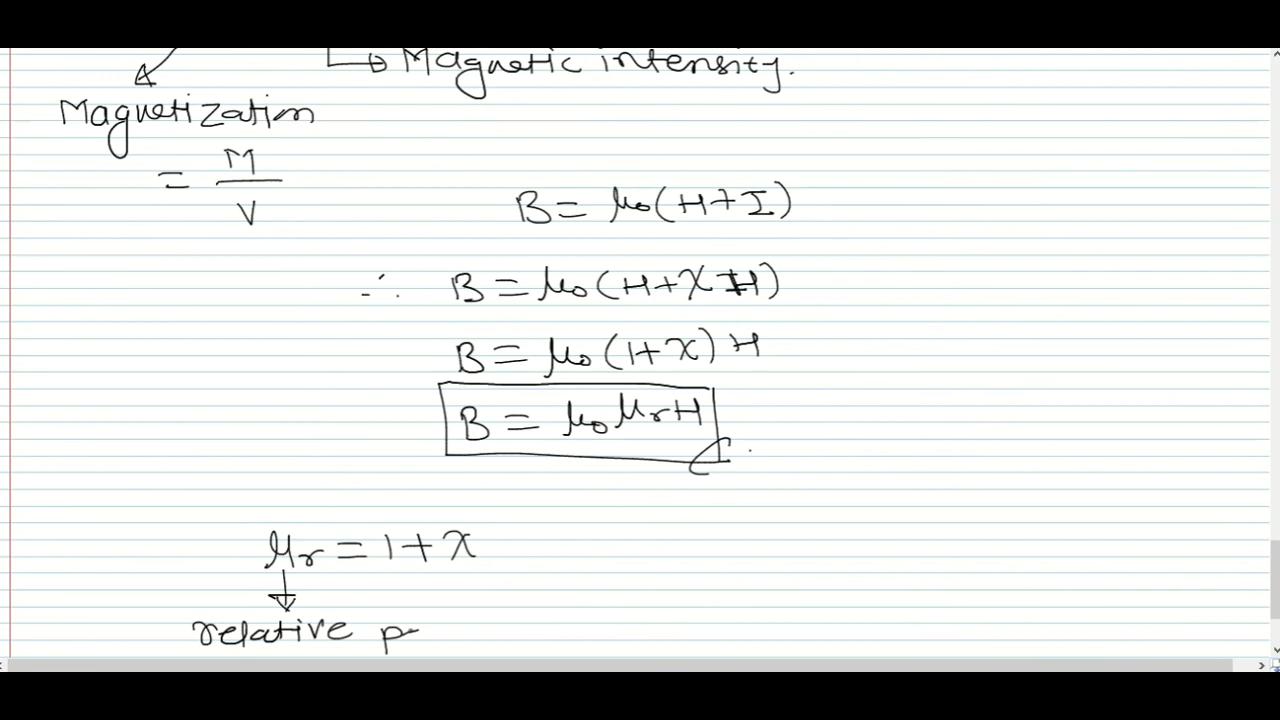 Magnetic intensity.
Magnetization
= M/V
B = μ₀(H+I)
∴ B = μ₀(H+χH)
B = μ₀(1+χ)H
B = μ₀μᵣH
μᵣ = 1+χ
relative p